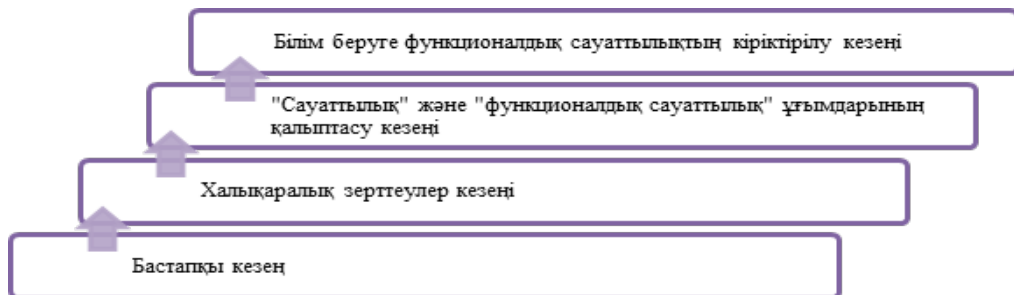 Білім беруге функционалдық сауаттылықтың кіріктірілу кезеңі
"Сауаттылық" және "функционалдық сауаттылық" ұғымдарының
қалыптасу кезеңі
Халықаралық зерттеулер кезеңі
Бастапқы кезең